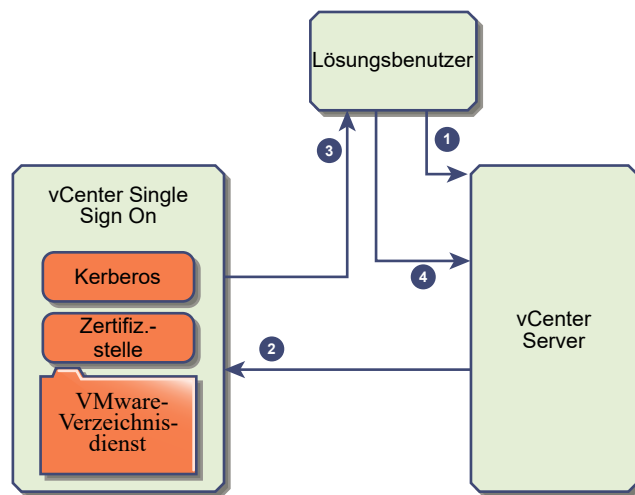 Lösungsbenutzer
1
3
vCenter Single
Sign On
Kerberos
4
Zertifiz.-
stelle
2
vCenter
Server
VMware-
Verzeichnis-
dienst